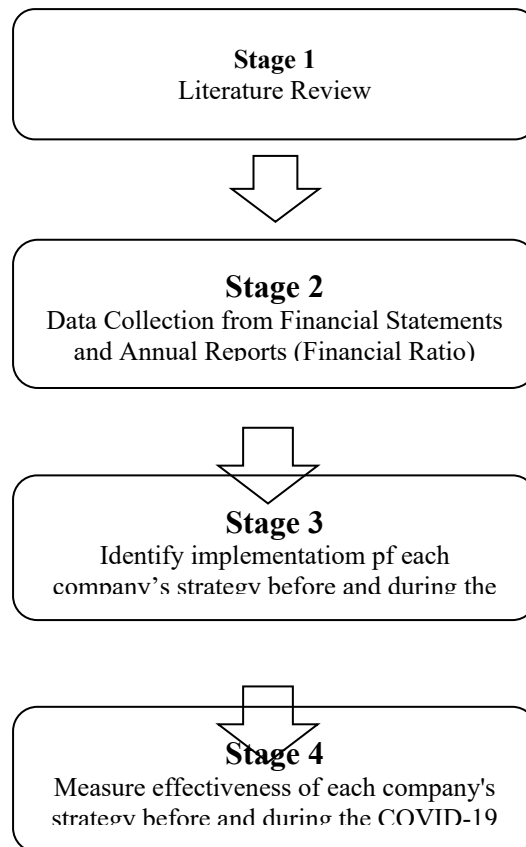 Stage 1
Literature Review
Stage 2
Data Collection from Financial Statements
and Annual Reports (Financial Ratio)
Stage 3
Identify implementatiom pf each
company’s strategy before and during the
Stage 4
Measure effectiveness of each company's
strategy before and during the COVID-19